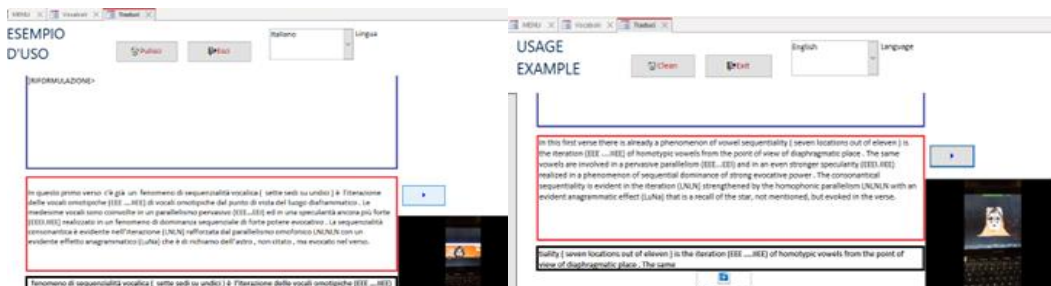 MENU Vocaboli Traduci
ESEMPIO
D'USO
Pulisci
Esci
Italiano
Lingua
[RIFORMULAZIONE>
In questo primo verso c'è già un fenomeno di sequenzialità vocalica ( sette sedi su undici ) è l'iterazione
delle vocali omotipiche (EEE ....IIEE) di vocali omotipiche dal punto di vista del luogo diaframmatico . Le
medesime vocali sono coinvolte in un parallelismo pervasivo (EEE...EEI) ed in una specularità ancora più forte
(EEEI.IIEE) realizzato in un fenomeno di dominanza sequenziale di forte potere evocativo . La sequenzialità
consonantica è evidente nell'iterazione (LNLN) rafforzata dal parallelismo omofonico LNLNLN con un
evidente effetto anagrammatico (LuNa) che è di richiamo dell'astro , non citato , ma evocato nel verso.
fenomeno di sequenzialità vocalica ( sette sedi su undici ) è l'iterazione delle vocali omotipiche (EEE ....IIEE)
MENU Vocaboli Traduci
USAGE
EXAMPLE
Clean
Exit
English
Language
In this first verse there is already a phenomenon of vowel sequentiality ( seven locations out of eleven ) is
the iteration (EEE ....IIEE) of homotypic vowels from the point of view of diaphragmatic place . The same
vowels are involved in a pervasive parallelism (EEE...EEI) and in an even stronger specularity (EEEI.IIEE)
realized in a phenomenon of sequential dominance of strong evocative power . The consonantical
sequentiality is evident in the iteration (LNLN) strengthened by the homophonic parallelism LNLNLN with an
evident anagrammatic effect (LuNa) that is a recall of the star, not mentioned, but evoked in the verse.
tiality ( seven locations out of eleven ) is the iteration (EEE ....IIEE) of homotypic vowels from the point of
view of diaphragmatic place . The same